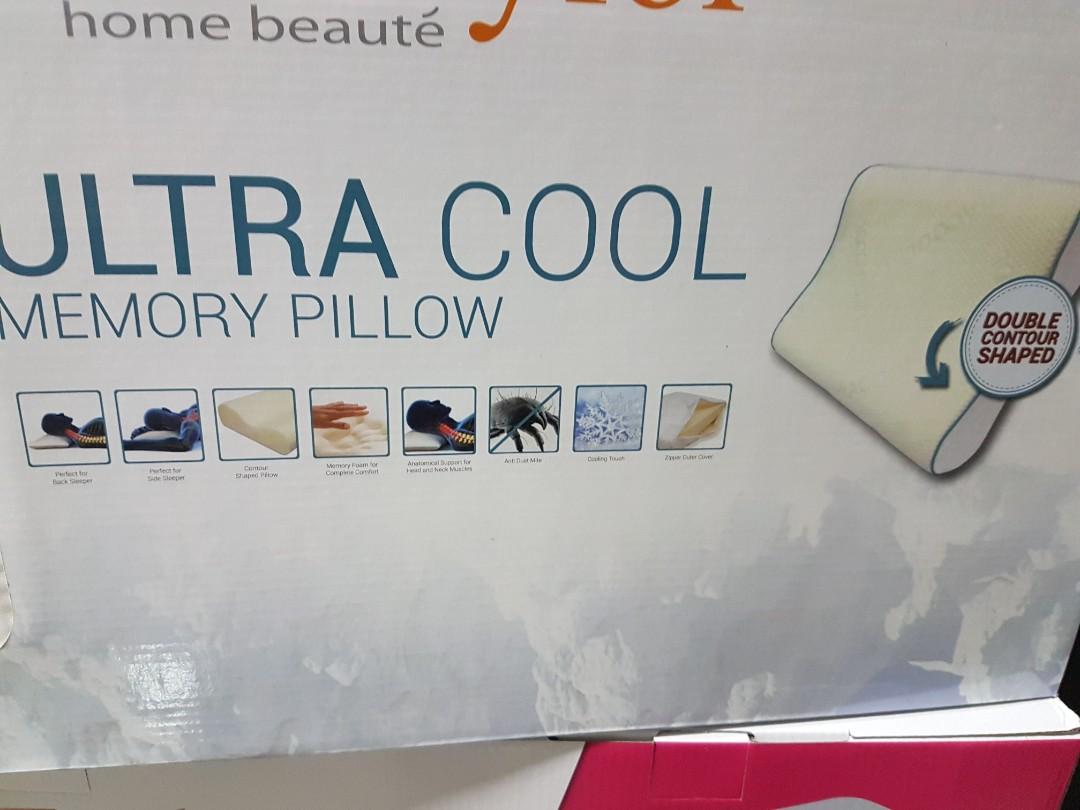 home beauté
ULTRA COOL
MEMORY PILLOW
DOUBLE
CONTOUR
SHAPED
Perfect for
Back Sleeper
Perfect for
Side Sleeper
Contour
Shaped Pillow
Memory Foam for
Complete Comfort
Anatomical Support for
Head and Neck Muscles
Anti Dust Mite
Cooling Touch
Zipper Outer Cover